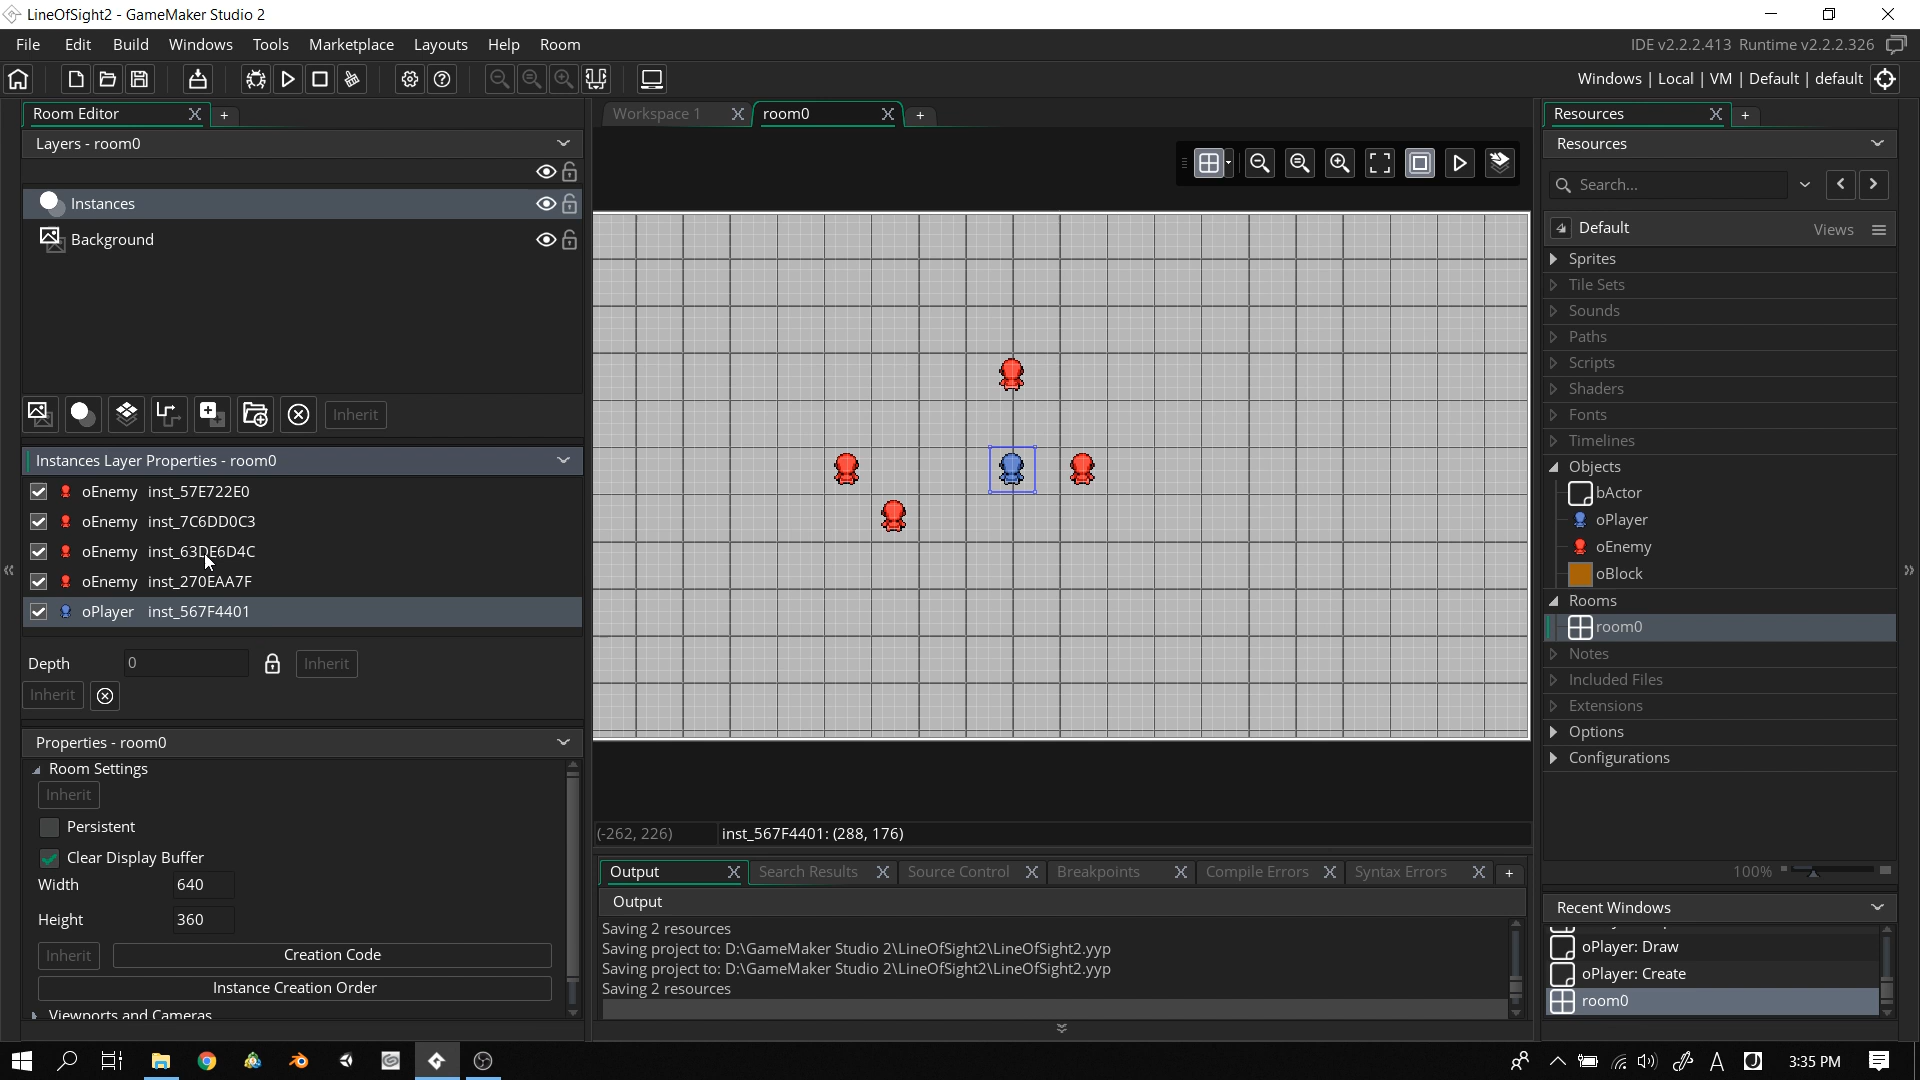 LineOfSight2 - GameMaker Studio 2
File Edit Build Windows Tools Marketplace Layouts Help Room
IDE v2.2.2.413 Runtime v2.2.2.326
Windows | Local | VM | Default | default
Room Editor
Layers - room0
Instances
Background
Inherit
Instances Layer Properties - room0
oEnemy inst_57E722E0
oEnemy inst_7C6DD0C3
oEnemy inst_63DE6D4C
oEnemy inst_270EAA7F
oPlayer inst_567F4401
Depth 0 Inherit
Inherit
Properties - room0
Room Settings
Inherit
Persistent
Clear Display Buffer
Width 640
Height 360
Inherit Creation Code
Instance Creation Order
Viewports and Cameras
Workspace 1 room0
(-262, 226) inst_567F4401: (288, 176)
Output Search Results Source Control Breakpoints Compile Errors Syntax Errors
Output
Saving 2 resources
Saving project to: D:\GameMaker Studio 2\LineOfSight2\LineOfSight2.yyp
Saving project to: D:\GameMaker Studio 2\LineOfSight2\LineOfSight2.yyp
Saving 2 resources
Resources
Resources
Search...
Default Views
Sprites
Tile Sets
Sounds
Paths
Scripts
Shaders
Fonts
Timelines
Objects
bActor
oPlayer
oEnemy
oBlock
Rooms
room0
Notes
Included Files
Extensions
Options
Configurations
100%
Recent Windows
oPlayer: Draw
oPlayer: Create
room0
3:35 PM